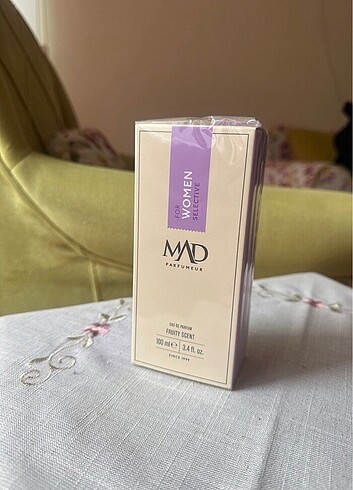 FOR
WOMEN
SELECTIVE
MAD
PARFUMEUR
EAU DE PARFUM
FRUITY SCENT
100 ml ℮ 3.4 fl. oz.
SINCE 1995